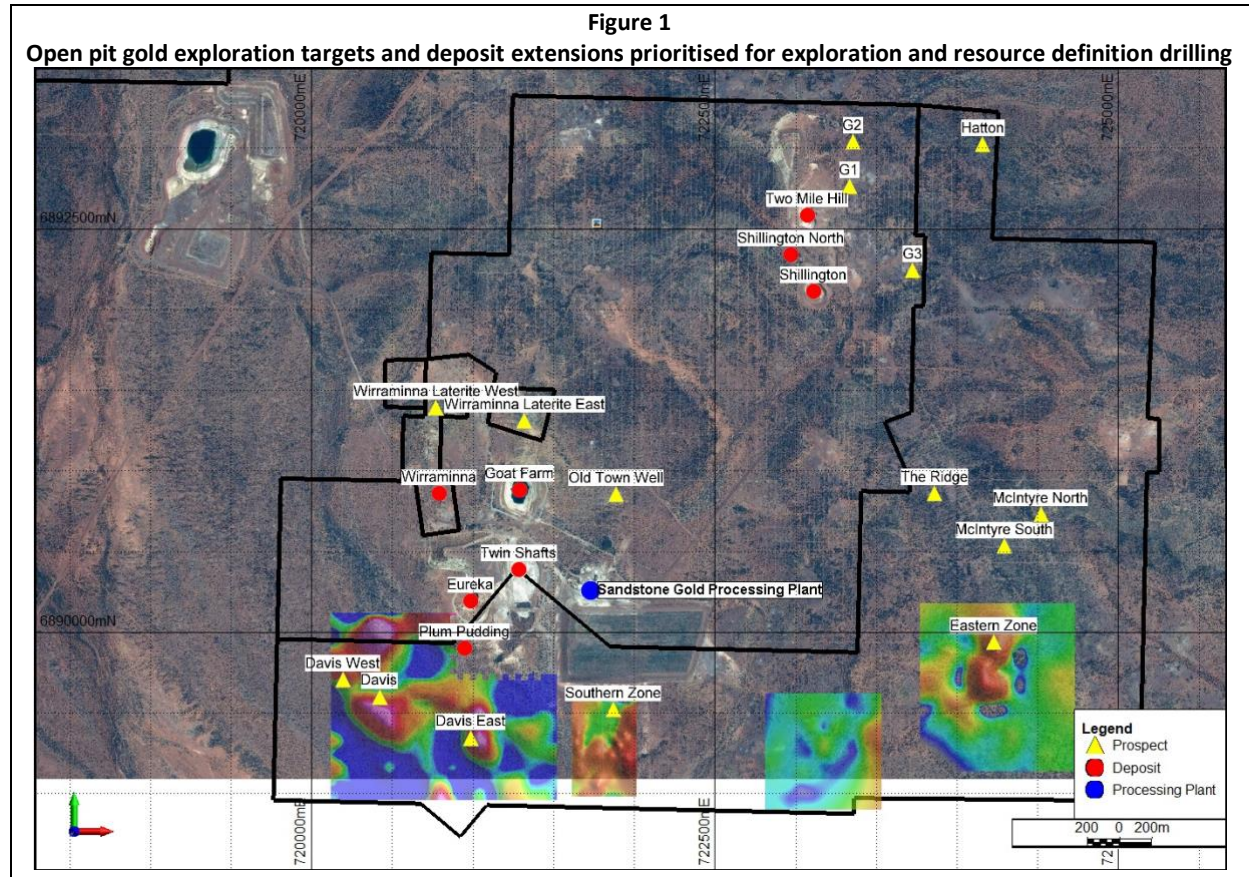 Figure 1
Open pit gold exploration targets and deposit extensions prioritised for exploration and resource definition drilling
720000mE
722500mE
725000mE
G2
Hatton
G1
Two Mile Hill
6892500mN
Shillington North
G3
Shillington
Wirraminna Laterite West
Wirraminna Laterite East
Wirraminna
Goat Farm
Old Town Well
The Ridge
McIntyre North
McIntyre South
Twin Shafts
Eureka
Sandstone Gold Processing Plant
6890000mN
Plum Pudding
Eastern Zone
Davis West
Davis
Southern Zone
Davis East
Legend
Prospect
Deposit
Processing Plant
720000mE
722500mE
200 0 200m